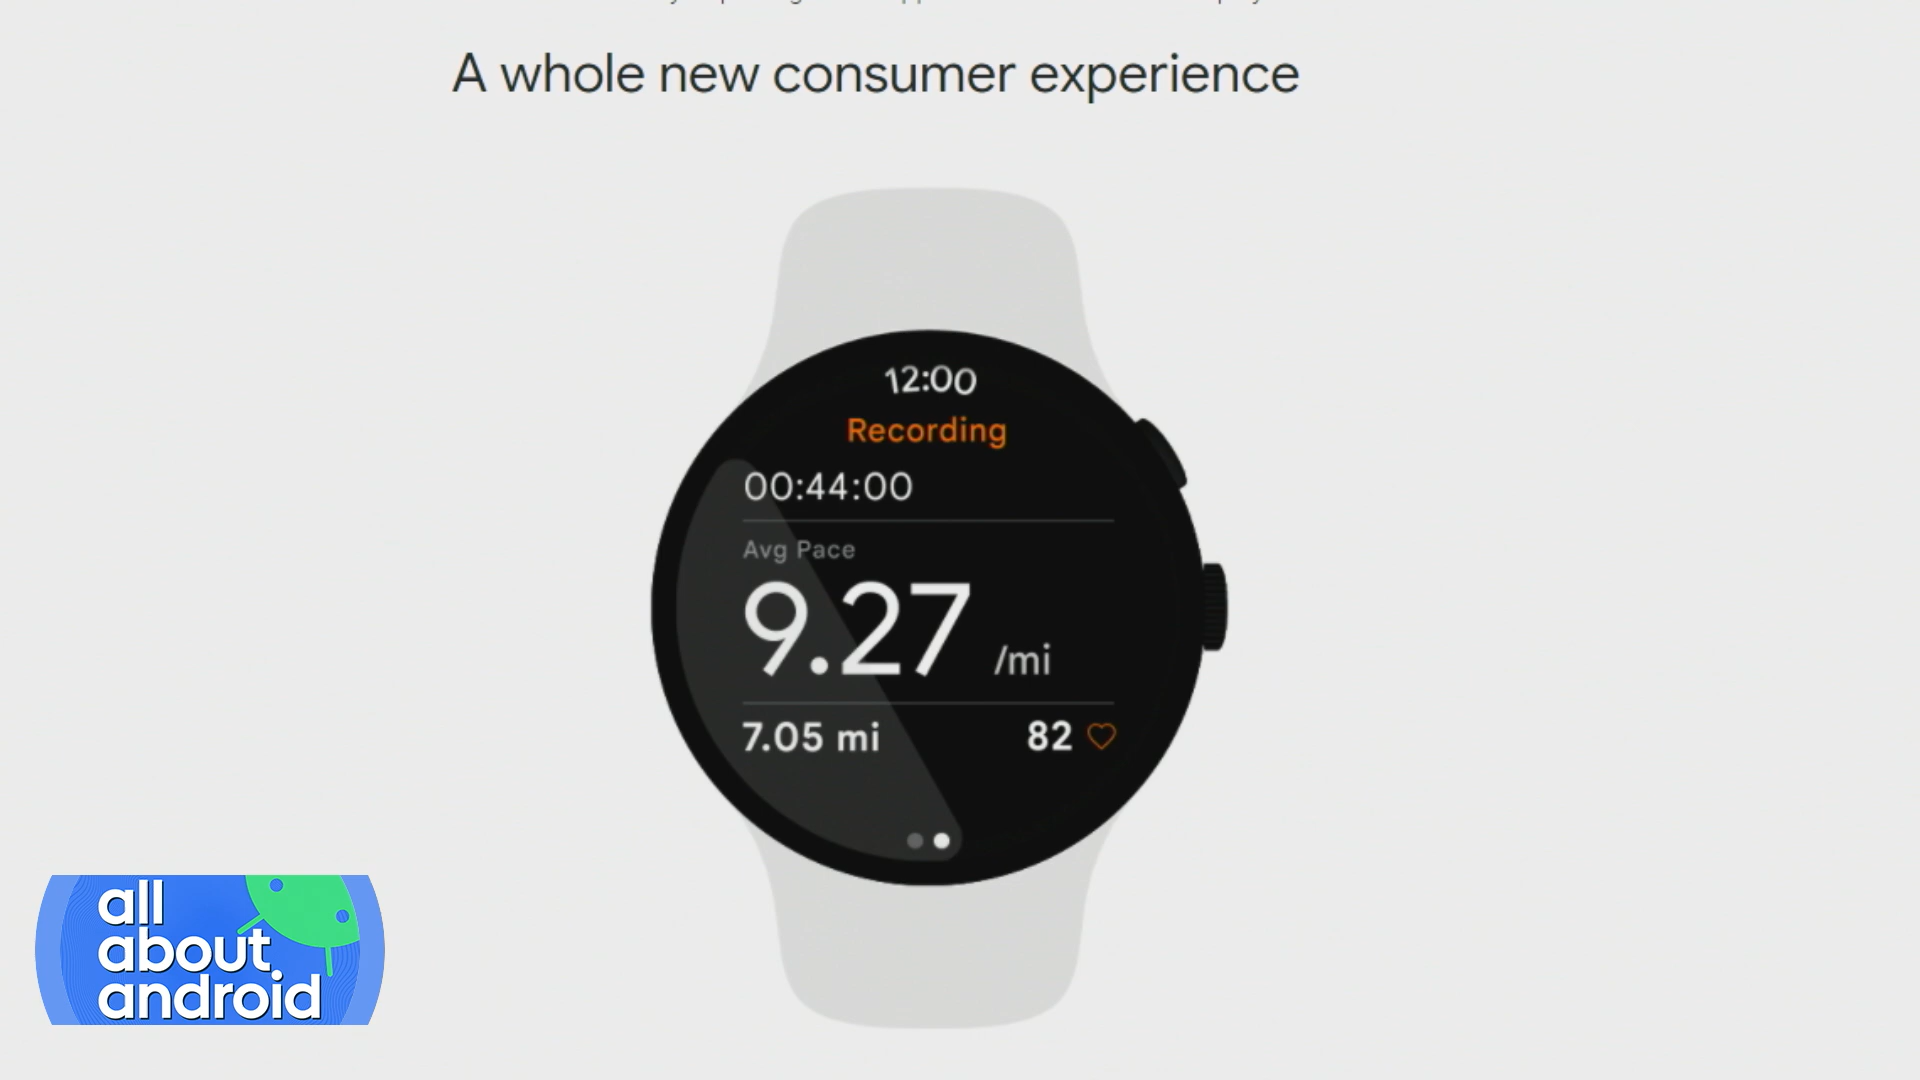 A whole new consumer experience
12:00
Recording
00:44:00
Avg Pace
9.27 /mi
7.05 mi 82
all
about
android